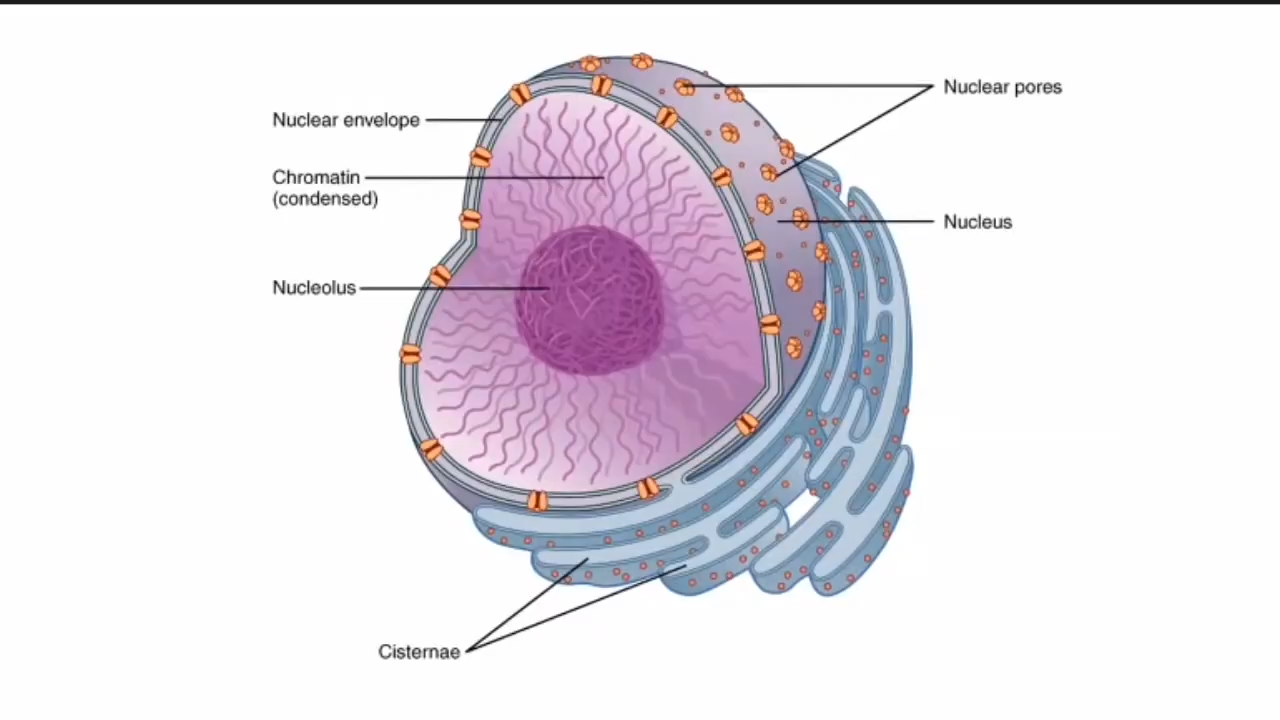 Nuclear pores
Nuclear envelope
Chromatin
(condensed)
Nucleus
Nucleolus
Cisternae